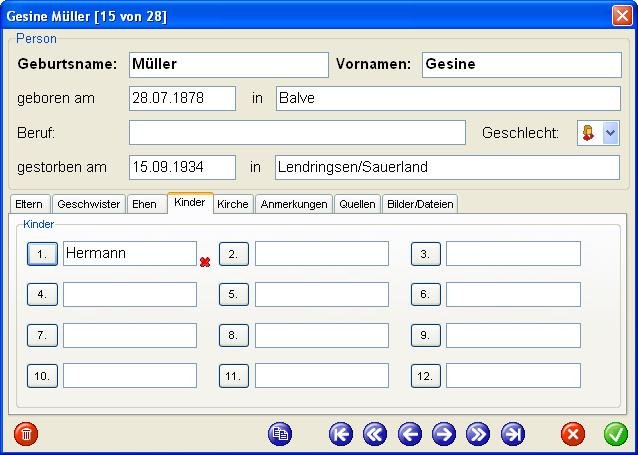 Gesine Müller [15 von 28]
Person
Geburtsname: Müller Vornamen: Gesine
geboren am 28.07.1878 in Balve
Beruf: Geschlecht:
gestorben am 15.09.1934 in Lendringsen/Sauerland
Eltern Geschwister Ehen Kinder Kirche Anmerkungen Quellen Bilder/Dateien
Kinder
1. Hermann 2. 3.
4. 5. 6.
7. 8. 9.
10. 11. 12.